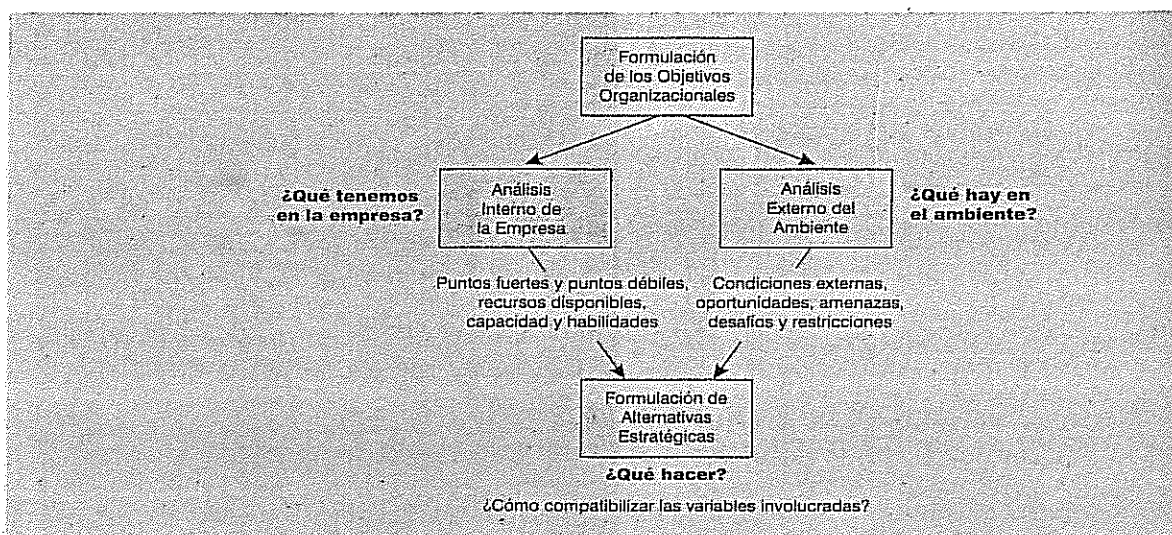 Formulación
de los Objetivos
Organizacionales
¿Qué tenemos
en la empresa?
Análisis
Interno de
la Empresa
Análisis
Externo del
Ambiente
¿Qué hay en
el ambiente?
Puntos fuertes y puntos débiles,
recursos disponibles,
capacidad y habilidades
Condiciones externas,
oportunidades, amenazas,
desafíos y restricciones
Formulación de
Alternativas
Estratégicas
¿Qué hacer?
¿Cómo compatibilizar las variables involucradas?